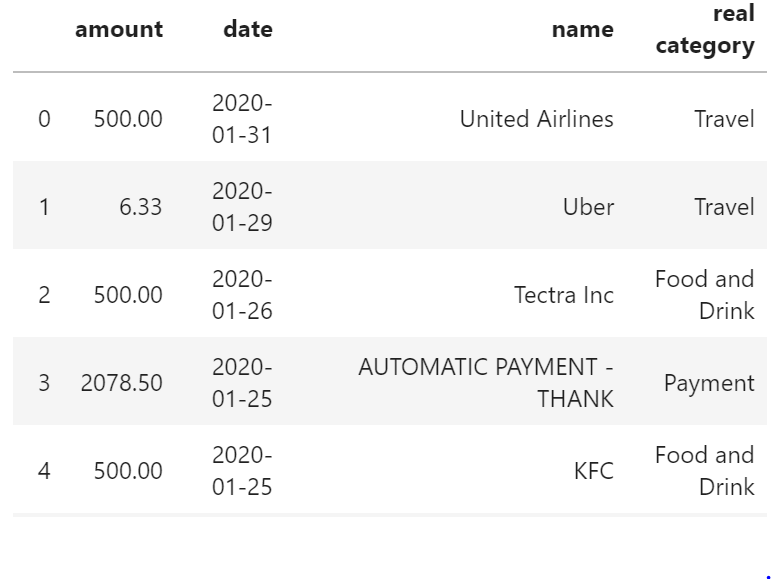 amount date name real category
0 500.00 2020-01-31 United Airlines Travel
1 6.33 2020-01-29 Uber Travel
2 500.00 2020-01-26 Tectra Inc Food and Drink
3 2078.50 2020-01-25 AUTOMATIC PAYMENT - THANK Payment
4 500.00 2020-01-25 KFC Food and Drink